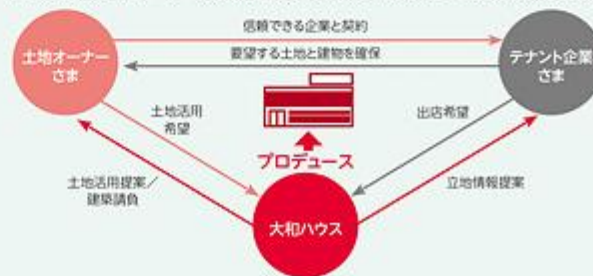 信頼できる企業と契約
土地オーナー
さま
要望する土地と建物を確保
テナント企業
さま
土地活用
希望
出店希望
プロデュース
土地活用提案/
建築請負
立地情報提案
大和ハウス